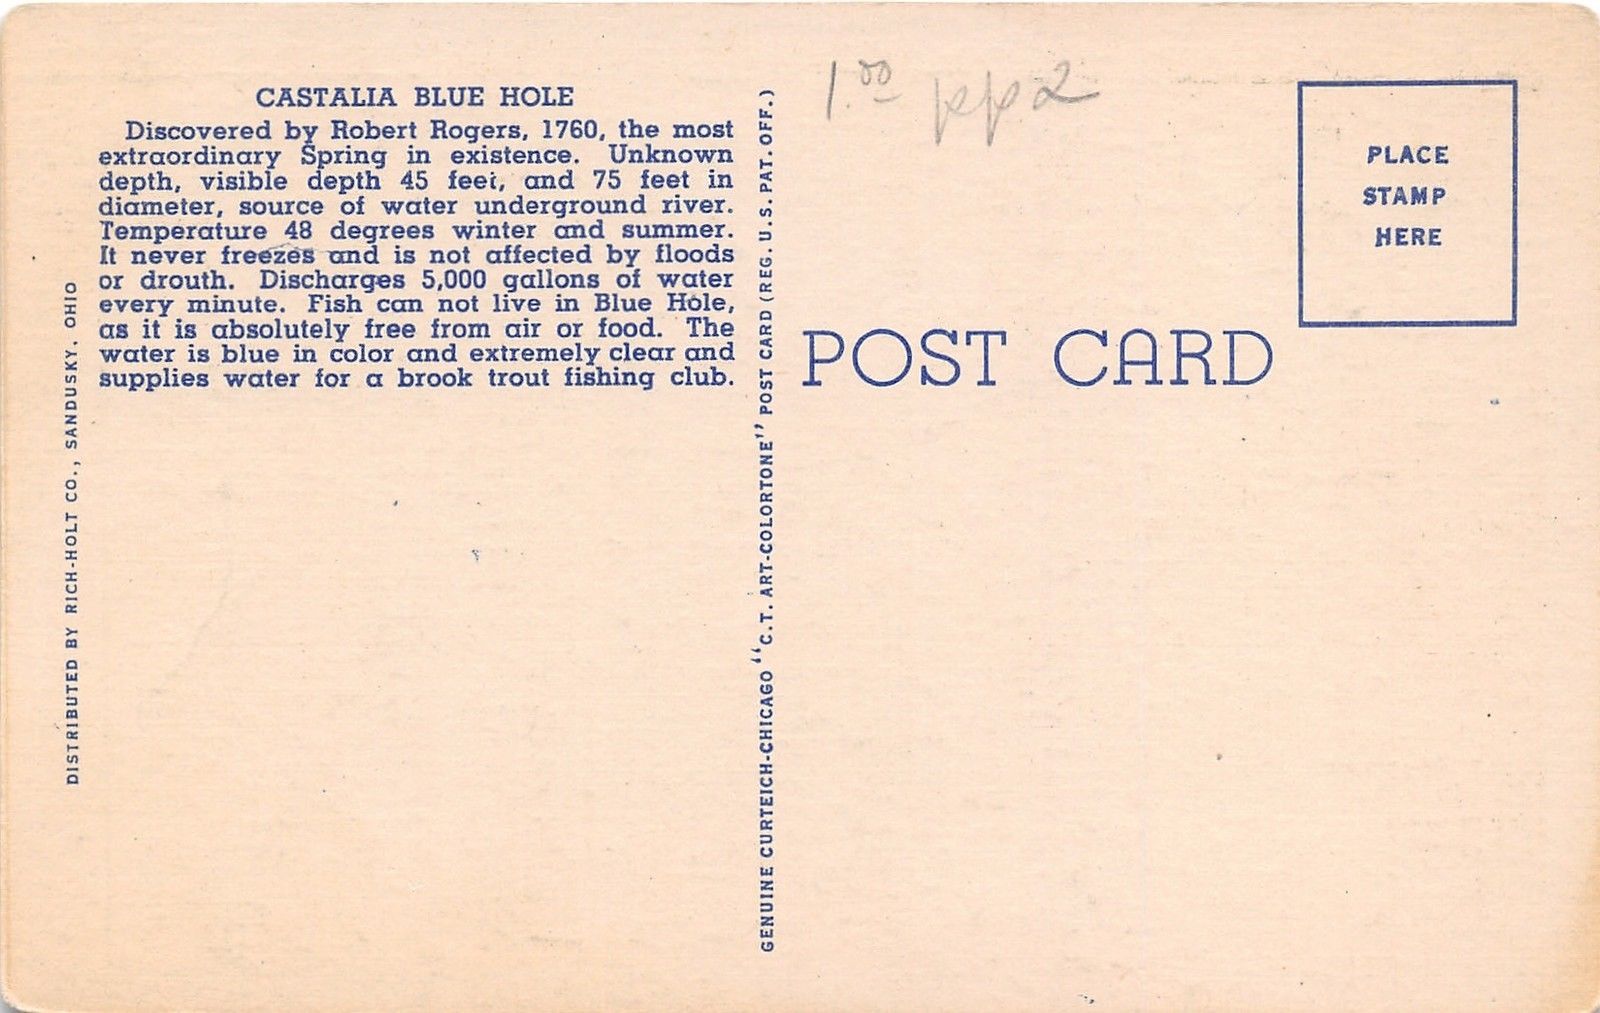 CASTALIA BLUE HOLE
Discovered by Robert Rogers, 1760, the most
extraordinary Spring in existence. Unknown
depth, visible depth 45 feet, and 75 feet in
diameter, source of water underground river.
Temperature 48 degrees winter and summer.
It never freezes and is not affected by floods
or drouth. Discharges 5,000 gallons of water
every minute. Fish can not live in Blue Hole,
as it is absolutely free from air or food. The
water is blue in color and extremely clear and
supplies water for a brook trout fishing club.
DISTRIBUTED BY RICH-HOLT CO., SANDUSKY, OHIO
GENUINE CURTEICH-CHICAGO "C.T. ART-COLORTONE" POST CARD (REG. U.S. PAT. OFF.)
1.00 pp2
POST CARD
PLACE
STAMP
HERE